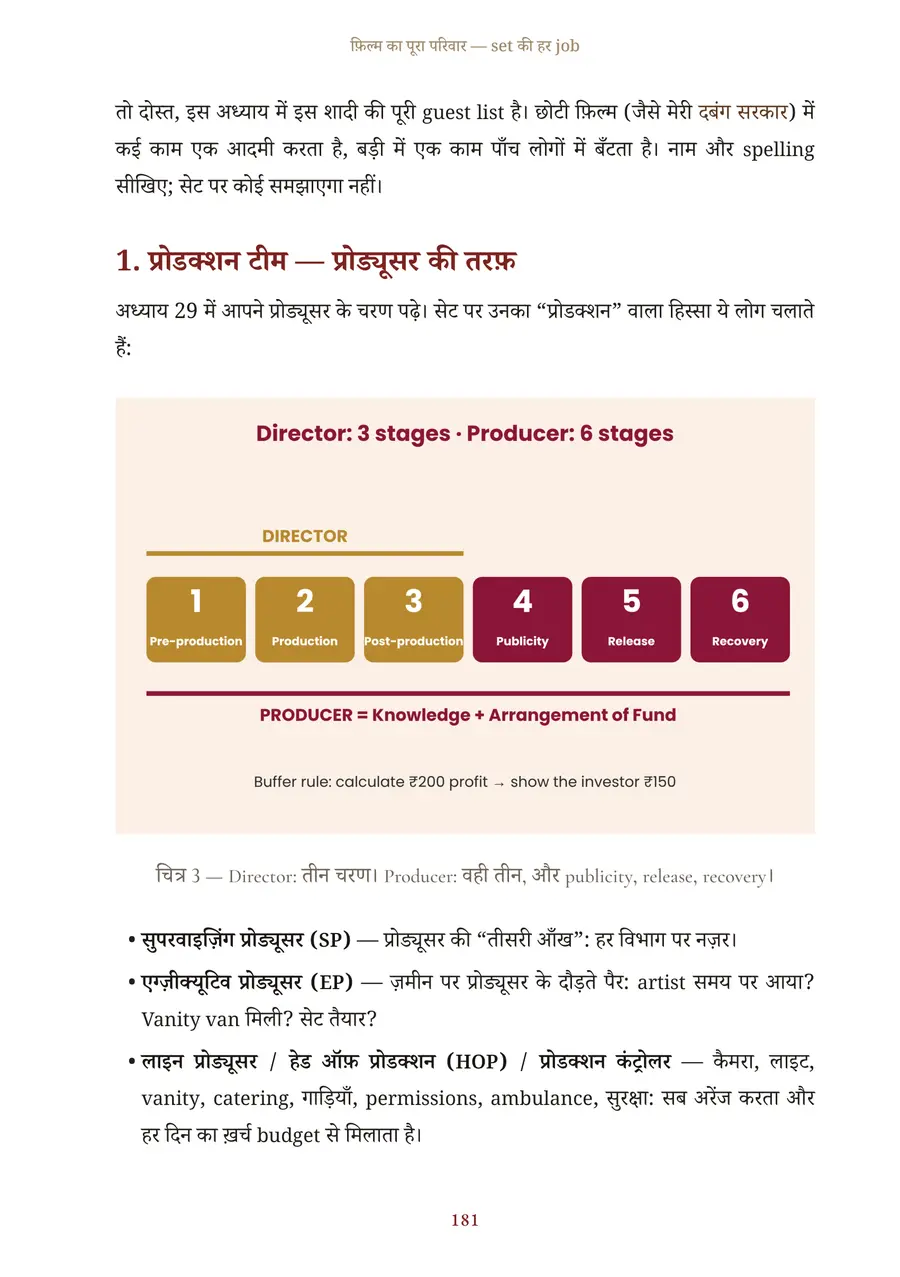 फ़िल्म का पूरा परिवार — set की हर job
तो दोस्त, इस अध्याय में इस शादी की पूरी guest list है। छोटी फ़िल्म (जैसे मेरी दबंग सरकार) में
कई काम एक आदमी करता है, बड़ी में एक काम पाँच लोगों में बँटता है। नाम और spelling
सीखिए; सेट पर कोई समझाएगा नहीं।
1. प्रोडक्शन टीम — प्रोड्यूसर की तरफ़
अध्याय 29 में आपने प्रोड्यूसर के चरण पढ़े। सेट पर उनका “प्रोडक्शन” वाला हिस्सा ये लोग चलाते
हैं:
Director: 3 stages · Producer: 6 stages
DIRECTOR
1 2 3 4 5 6
Pre-production Production Post-production Publicity Release Recovery
PRODUCER = Knowledge + Arrangement of Fund
Buffer rule: calculate ₹200 profit → show the investor ₹150
चित्र 3 — Director: तीन चरण। Producer: वही तीन, और publicity, release, recovery।
• सुपरवाइज़िंग प्रोड्यूसर (SP) — प्रोड्यूसर की “तीसरी आँख”: हर विभाग पर नज़र।
• एग्ज़ीक्यूटिव प्रोड्यूसर (EP) — ज़मीन पर प्रोड्यूसर के दौड़ते पैर: artist समय पर आया?
Vanity van मिली? सेट तैयार?
• लाइन प्रोड्यूसर / हेड ऑफ़ प्रोडक्शन (HOP) / प्रोडक्शन कंट्रोलर — कैमरा, लाइट,
vanity, catering, गाड़ियाँ, permissions, ambulance, सुरक्षा: सब अरेंज करता और
हर दिन का ख़र्च budget से मिलाता है।
181